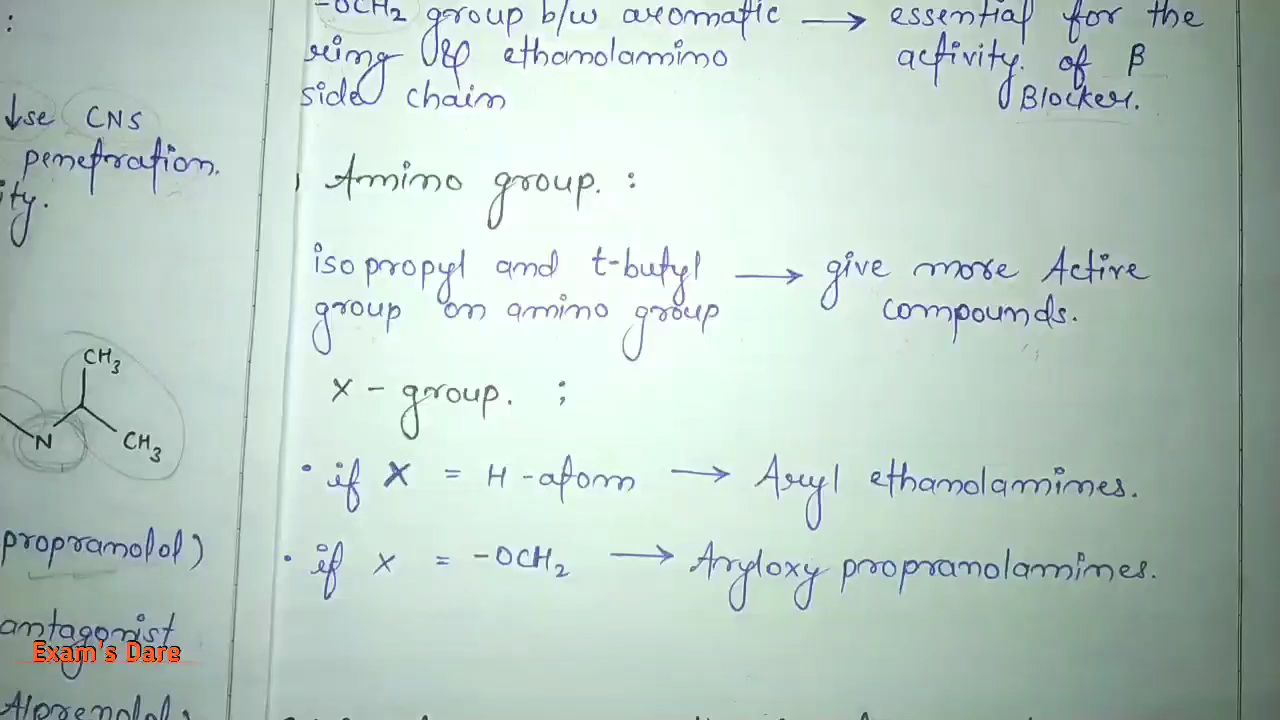 :
↓se CNS
penetration.
ity.
CH3
N
CH3
propranolol)
antagonist
Exam's Dare
Alprenolol,
-OCH2 group b/w aromatic → essential for the
ring & ethanolamino activity of β
side chain Blocker.
Amino group. :
isopropyl and t-butyl → give more Active
group on amino group compounds.
X - group. ;
• if X = H-atom → Aryl ethanolamines.
• if X = -OCH2 → Aryloxy propranolamines.